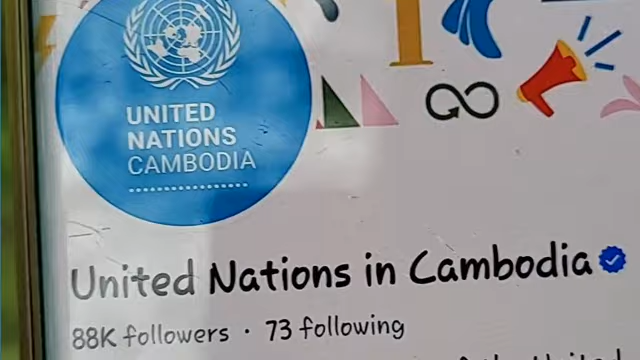 UNITED
NATIONS
CAMBODIA
United Nations in Cambodia
88K followers · 73 following